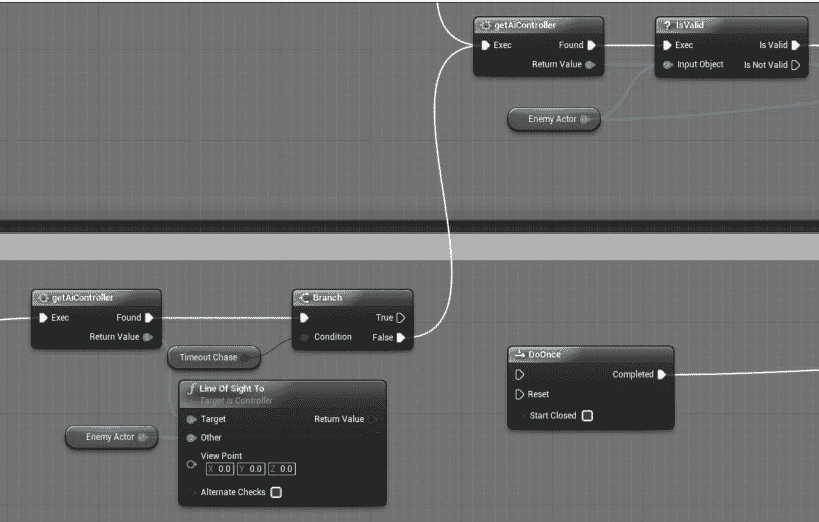 getAiController
? IsValid
Exec Found
Exec Is Valid
Return Value
Input Object Is Not Valid
Enemy Actor
getAiController
Branch
Exec Found
True
Return Value
Condition False
Timeout Chase
DoOnce
Completed
Reset
Start Closed
f Line Of Sight To
Target is Controller
Target Return Value
Enemy Actor
Other
View Point
X 0.0 Y 0.0 Z 0.0
Alternate Checks